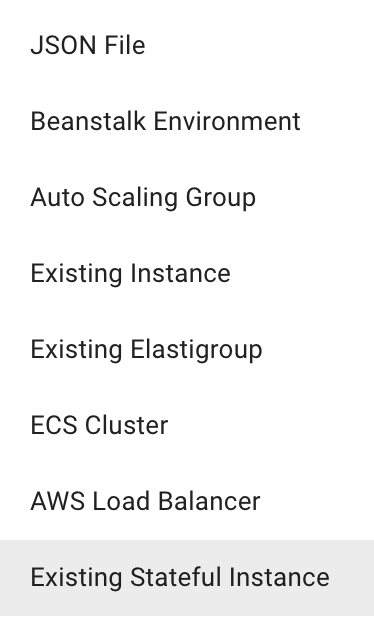 JSON File
Beanstalk Environment
Auto Scaling Group
Existing Instance
Existing Elastigroup
ECS Cluster
AWS Load Balancer
Existing Stateful Instance